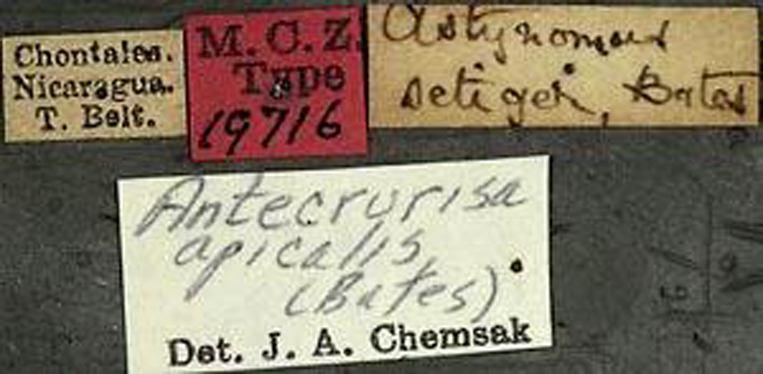 Chontales.
Nicaragua.
T. Belt.
M. C. Z.
Type
19716
Astynomus
setiger, Bates
Antecrurisa
apicalis
(Bates)
Det. J. A. Chemsak